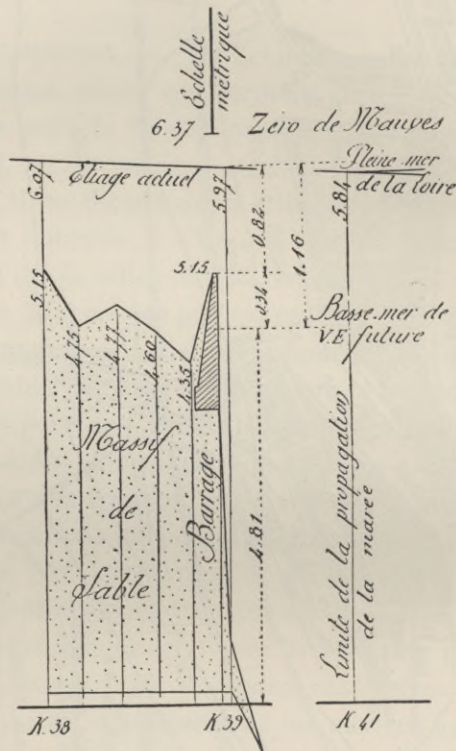 Échelle
métrique
6.37
Zéro de Mauves
Pleine mer
de la Loire
Étiage actuel
6.07
5.97
5.84
0.82
1.16
5.15
5.15
0.34
Basse mer de
V.E future
4.75
4.77
4.60
4.35
Massif
de
Sable
Barrage
4.81
Limite de la propagation
de la marée
K.38
K.39
K 41